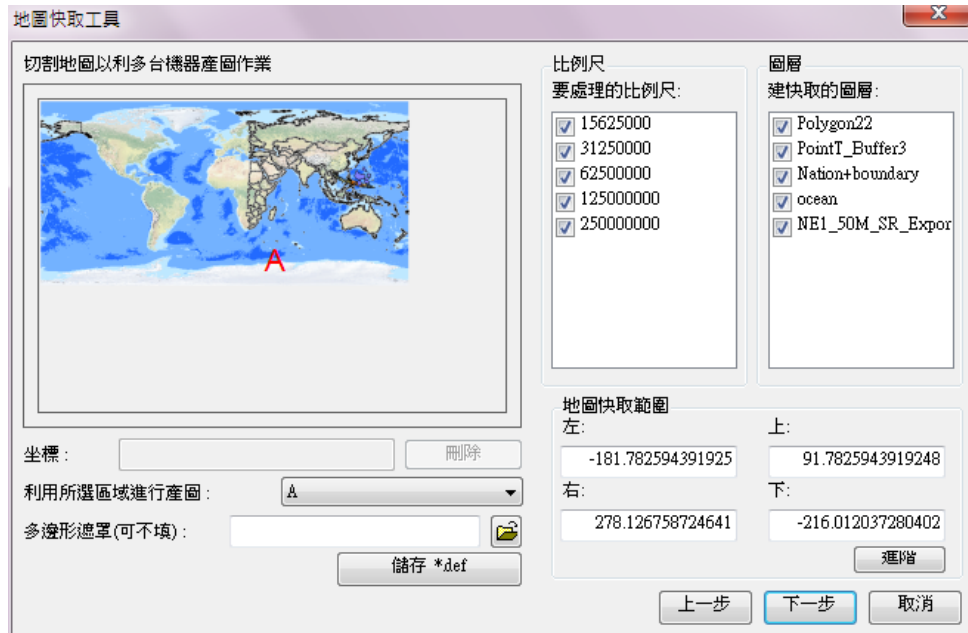 地圖快取工具
切割地圖以利多台機器產圖作業
A
坐標：
刪除
利用所選區域進行產圖：
A
多邊形遮罩(可不填)：
儲存 *.def
比例尺
要處理的比例尺:
15625000
31250000
62500000
125000000
250000000
圖層
建快取的圖層:
Polygon22
PointT_Buffer3
Nation+boundary
ocean
NE1_50M_SR_Expor
地圖快取範圍
左:
上:
-181.782594391925
91.7825943919248
右:
下:
278.126758724641
-216.012037280402
進階
上一步
下一步
取消